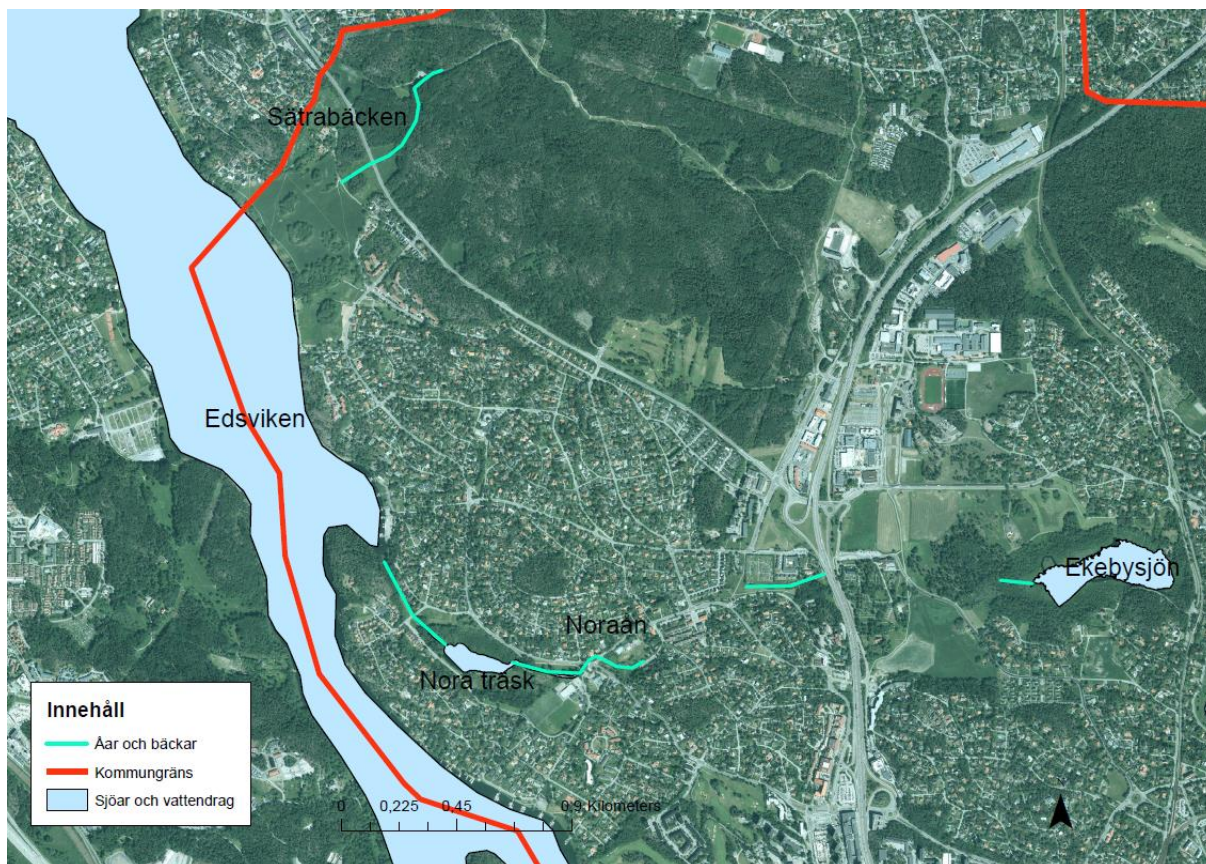 Sätrabäcken
Edsviken
Ekebysjön
Noraån
Nora träsk
Innehåll
Åar och bäckar
Kommungräns
Sjöar och vattendrag
0 0,225 0,45 0,9 Kilometers